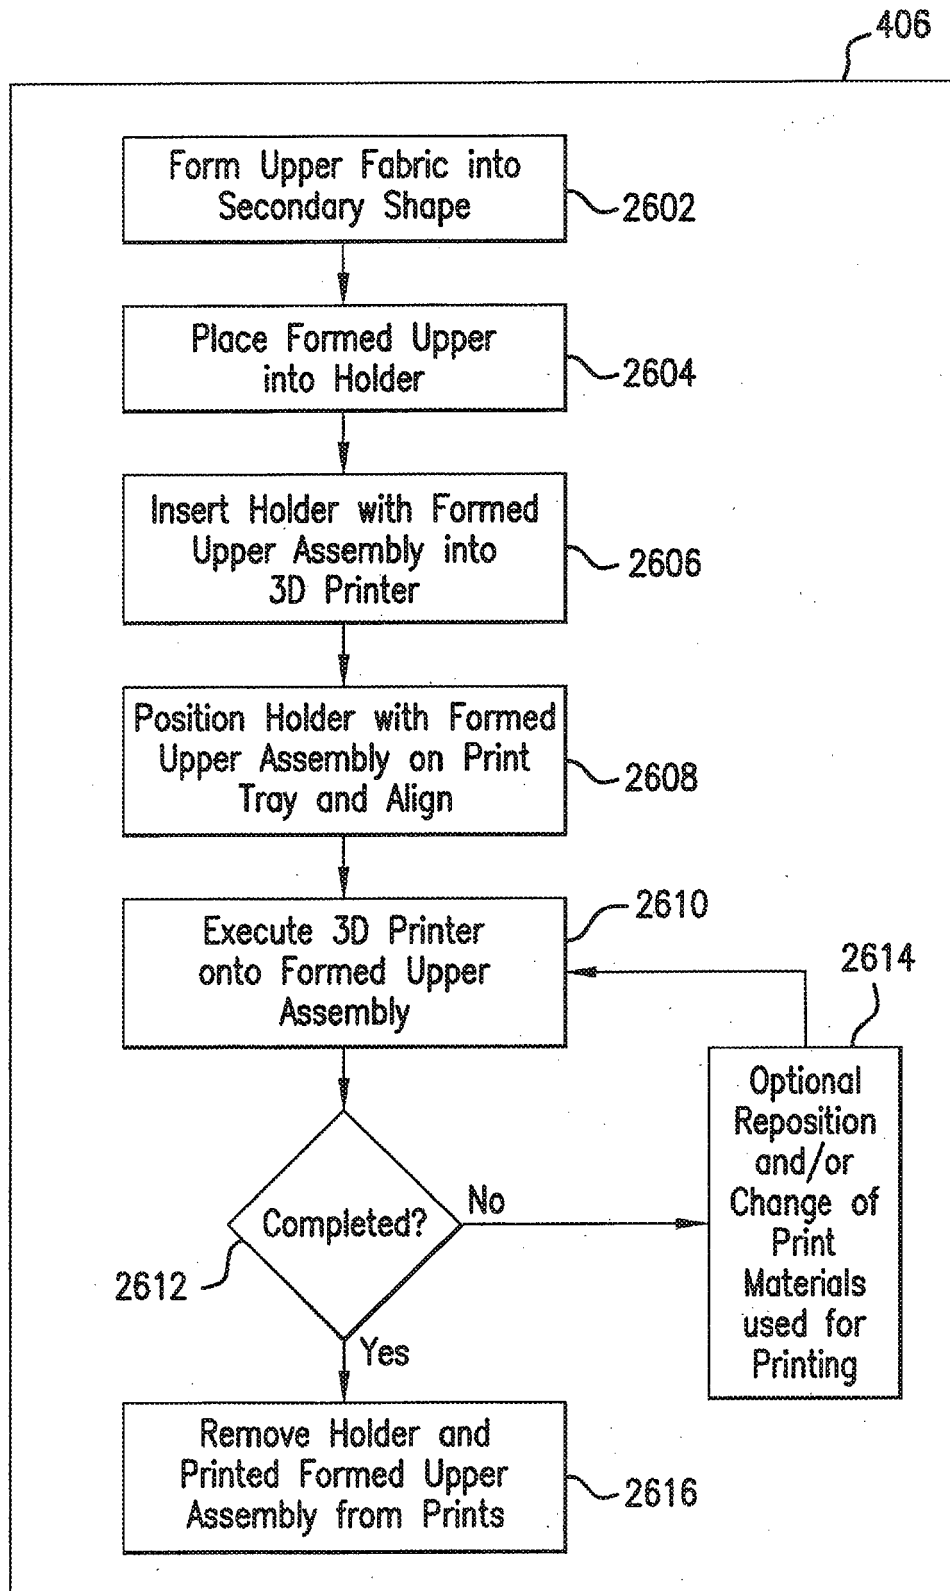 406
Form Upper Fabric into
Secondary Shape
2602
Place Formed Upper
into Holder
2604
Insert Holder with Formed
Upper Assembly into
3D Printer
2606
Position Holder with Formed
Upper Assembly on Print
Tray and Align
2608
Execute 3D Printer
onto Formed Upper
Assembly
2610
Completed?
2612
No
2614
Optional
Reposition
and/or
Change of
Print
Materials
used for
Printing
Yes
Remove Holder and
Printed Formed Upper
Assembly from Prints
2616